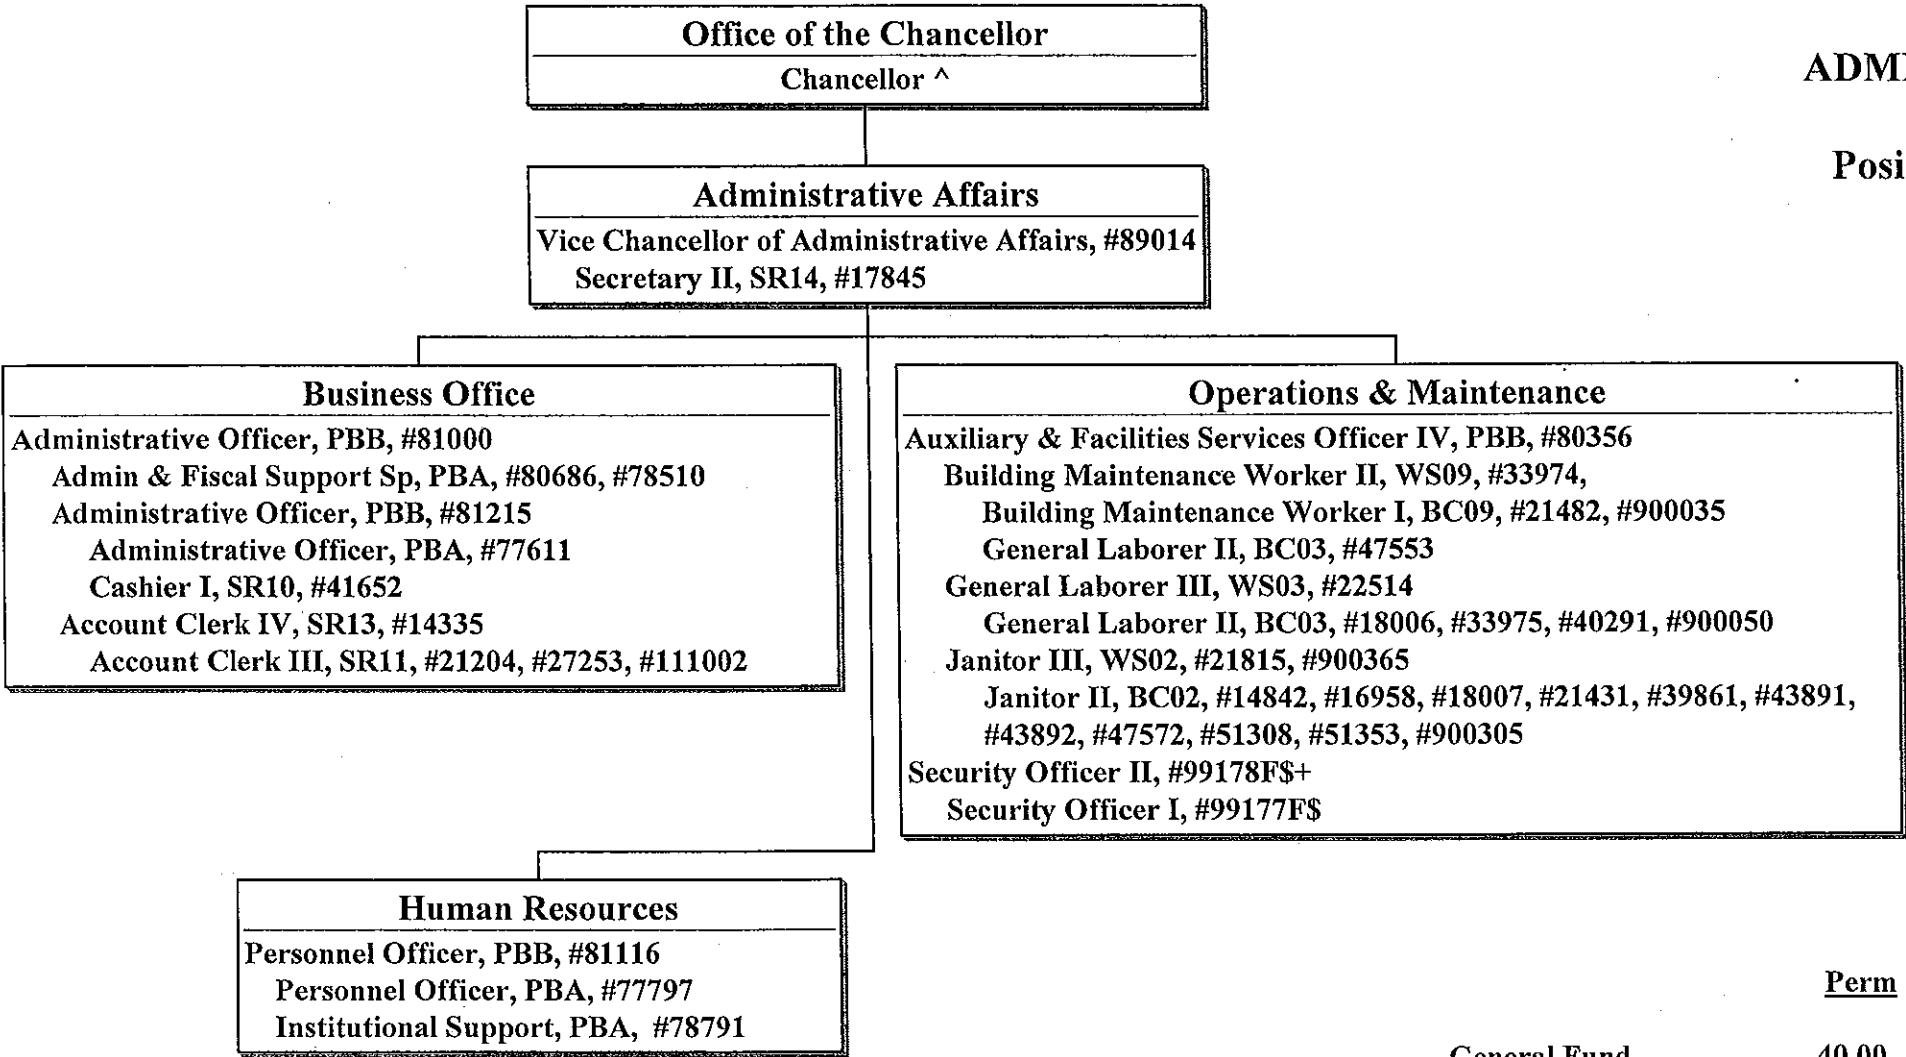 Office of the Chancellor
Chancellor ^
ADMI
Posi
Administrative Affairs
Vice Chancellor of Administrative Affairs, #89014
Secretary II, SR14, #17845
Business Office
Administrative Officer, PBB, #81000
Admin & Fiscal Support Sp, PBA, #80686, #78510
Administrative Officer, PBB, #81215
Administrative Officer, PBA, #77611
Cashier I, SR10, #41652
Account Clerk IV, SR13, #14335
Account Clerk III, SR11, #21204, #27253, #111002
Operations & Maintenance
Auxiliary & Facilities Services Officer IV, PBB, #80356
Building Maintenance Worker II, WS09, #33974,
Building Maintenance Worker I, BC09, #21482, #900035
General Laborer II, BC03, #47553
General Laborer III, WS03, #22514
General Laborer II, BC03, #18006, #33975, #40291, #900050
Janitor III, WS02, #21815, #900365
Janitor II, BC02, #14842, #16958, #18007, #21431, #39861, #43891,
#43892, #47572, #51308, #51353, #900305
Security Officer II, #99178F$+
Security Officer I, #99177F$
Human Resources
Personnel Officer, PBB, #81116
Personnel Officer, PBA, #77797
Institutional Support, PBA, #78791
Perm
General Fund 40.00